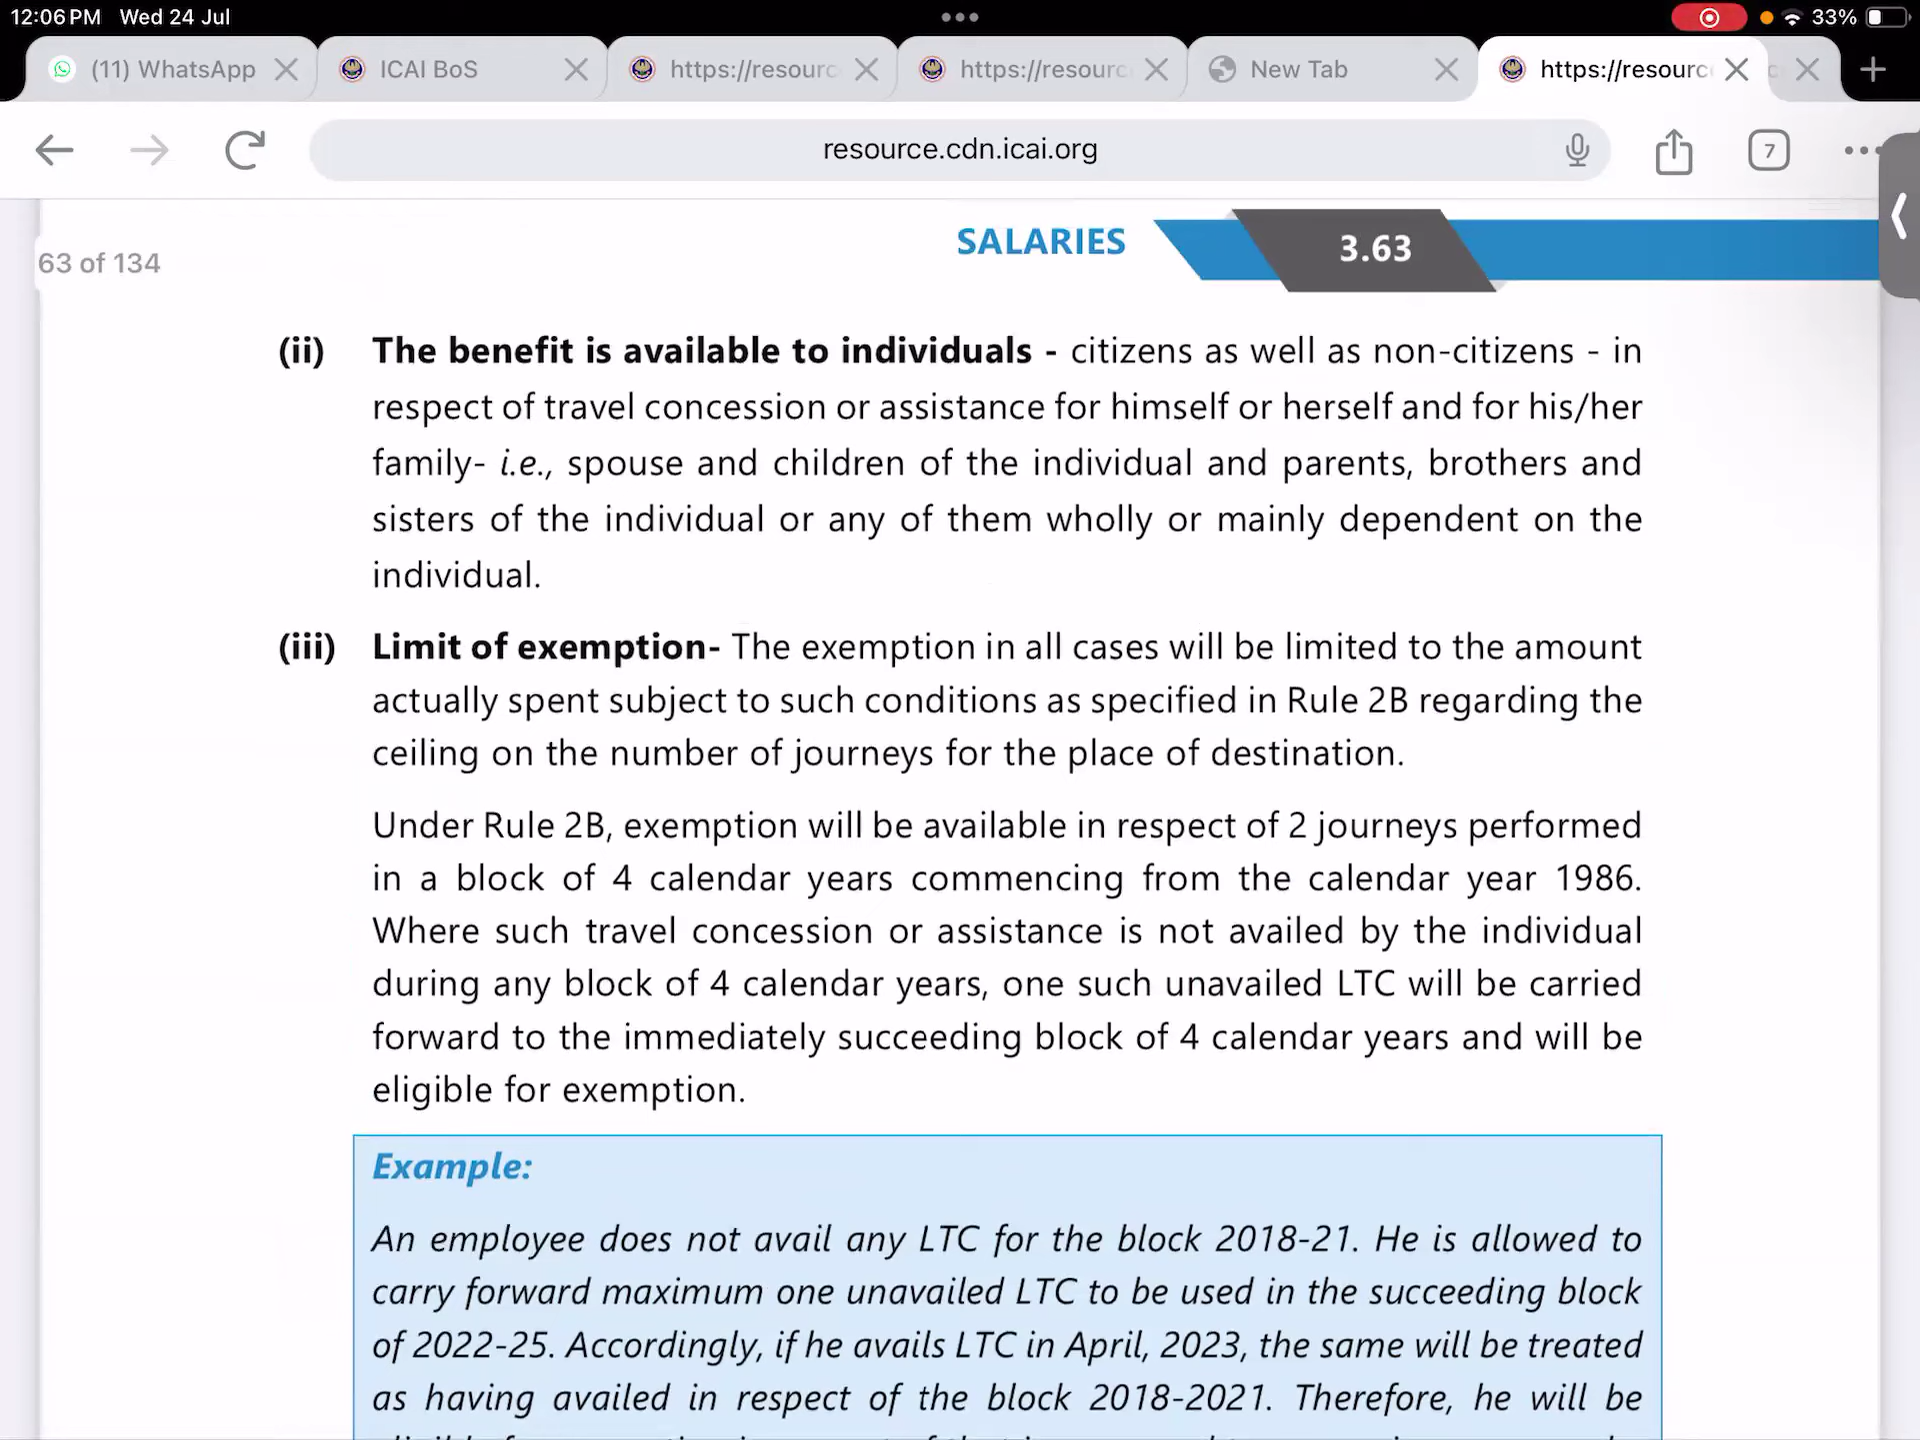 12:06 PM Wed 24 Jul
33%
(11) WhatsApp
ICAI BoS
https://resourc
https://resourc
New Tab
https://resourc
resource.cdn.icai.org
7
63 of 134
SALARIES 3.63
(ii) The benefit is available to individuals - citizens as well as non-citizens - in
respect of travel concession or assistance for himself or herself and for his/her
family- i.e., spouse and children of the individual and parents, brothers and
sisters of the individual or any of them wholly or mainly dependent on the
individual.
(iii) Limit of exemption- The exemption in all cases will be limited to the amount
actually spent subject to such conditions as specified in Rule 2B regarding the
ceiling on the number of journeys for the place of destination.
Under Rule 2B, exemption will be available in respect of 2 journeys performed
in a block of 4 calendar years commencing from the calendar year 1986.
Where such travel concession or assistance is not availed by the individual
during any block of 4 calendar years, one such unavailed LTC will be carried
forward to the immediately succeeding block of 4 calendar years and will be
eligible for exemption.
Example:
An employee does not avail any LTC for the block 2018-21. He is allowed to
carry forward maximum one unavailed LTC to be used in the succeeding block
of 2022-25. Accordingly, if he avails LTC in April, 2023, the same will be treated
as having availed in respect of the block 2018-2021. Therefore, he will be